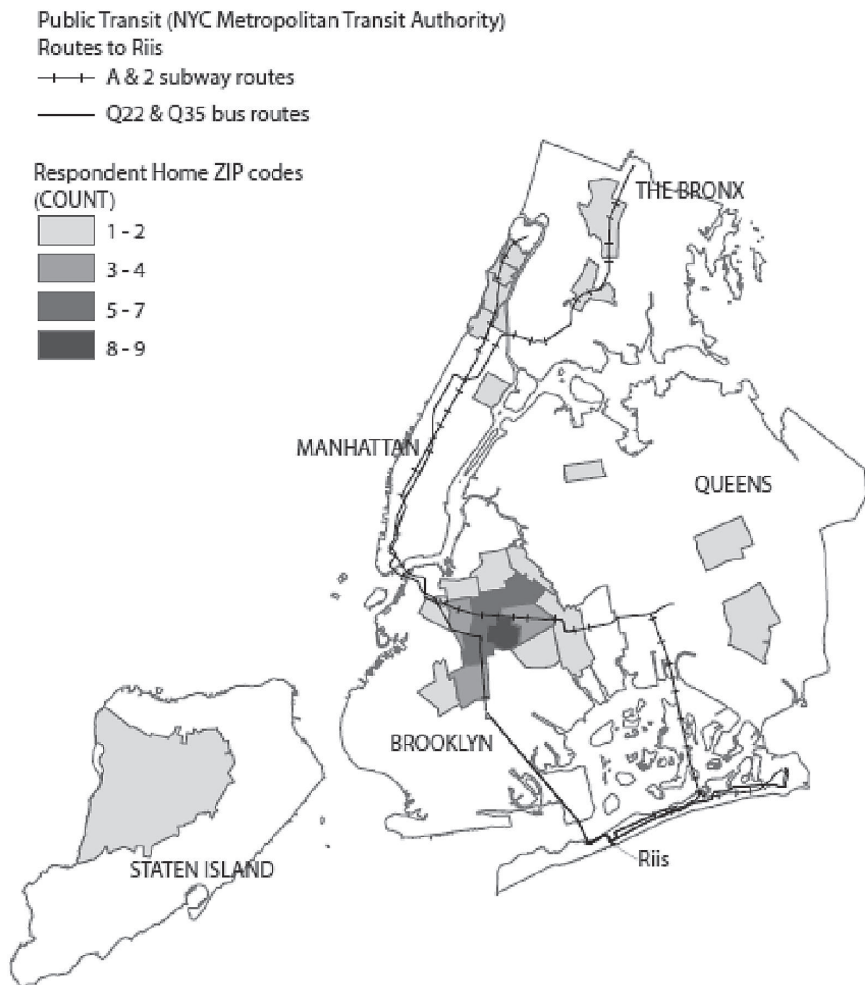 Public Transit (NYC Metropolitan Transit Authority)
Routes to Riis
A & 2 subway routes
Q22 & Q35 bus routes
Respondent Home ZIP codes
(COUNT)
1 - 2
3 - 4
5 - 7
8 - 9
THE BRONX
MANHATTAN
QUEENS
BROOKLYN
Riis
STATEN ISLAND